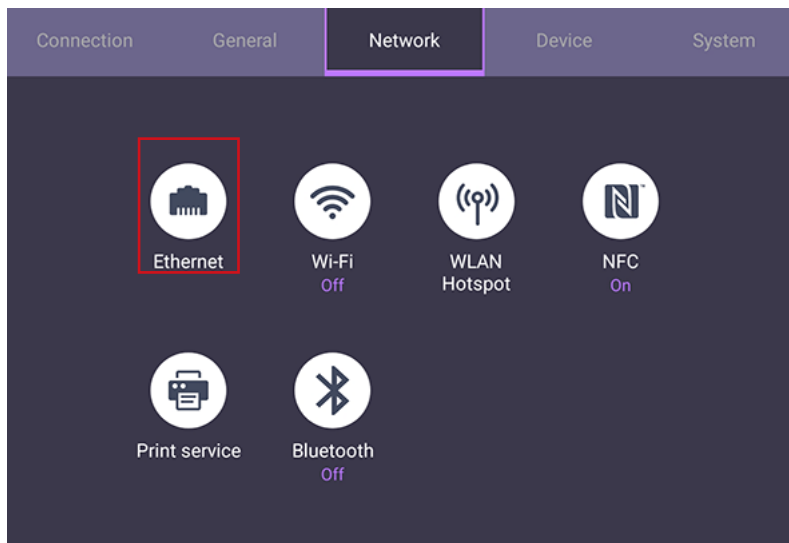 Connection General Network Device System
Ethernet Wi-Fi WLAN NFC
Off Hotspot On
Print service Bluetooth
Off